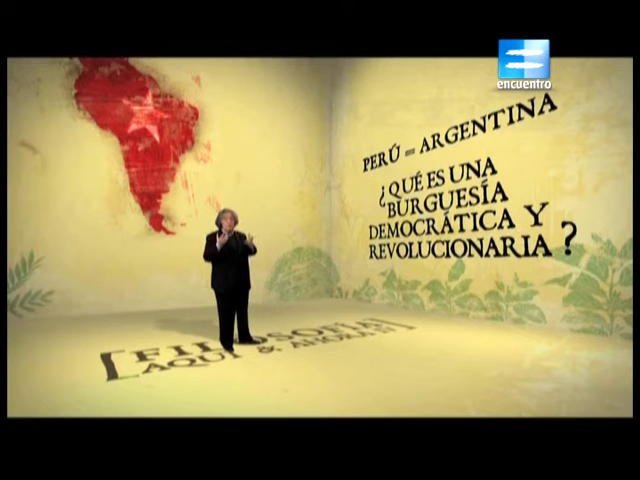 encuentro
PERÚ = ARGENTINA
¿QUÉ ES UNA
BURGUESÍA
DEMOCRÁTICA Y
REVOLUCIONARIA ?
[FILOSOFÍA]
AQUÍ & AHORA